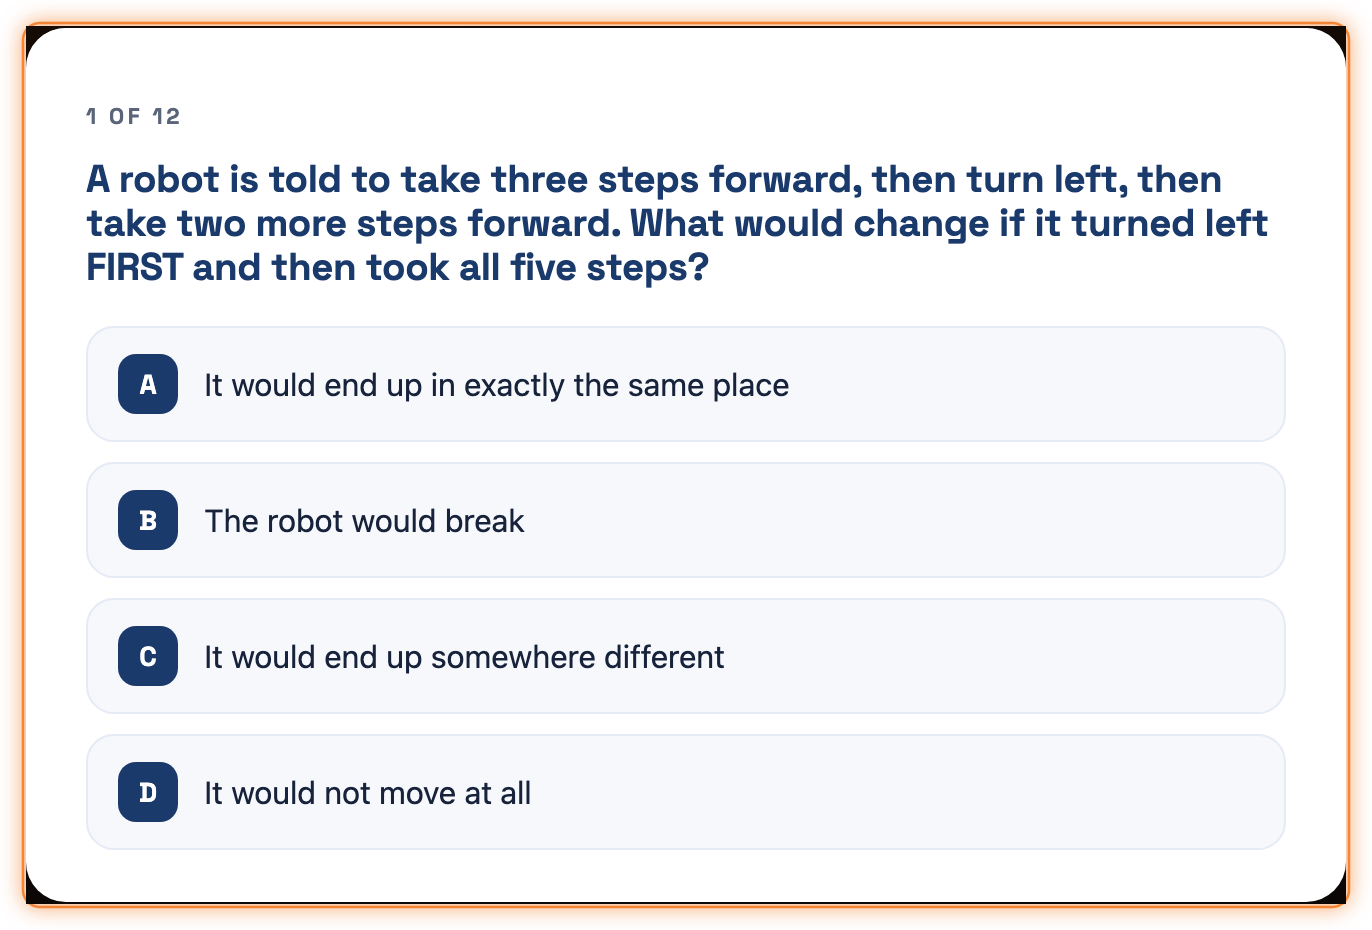 1 OF 12
A robot is told to take three steps forward, then turn left, then
take two more steps forward. What would change if it turned left
FIRST and then took all five steps?
A It would end up in exactly the same place
B The robot would break
C It would end up somewhere different
D It would not move at all